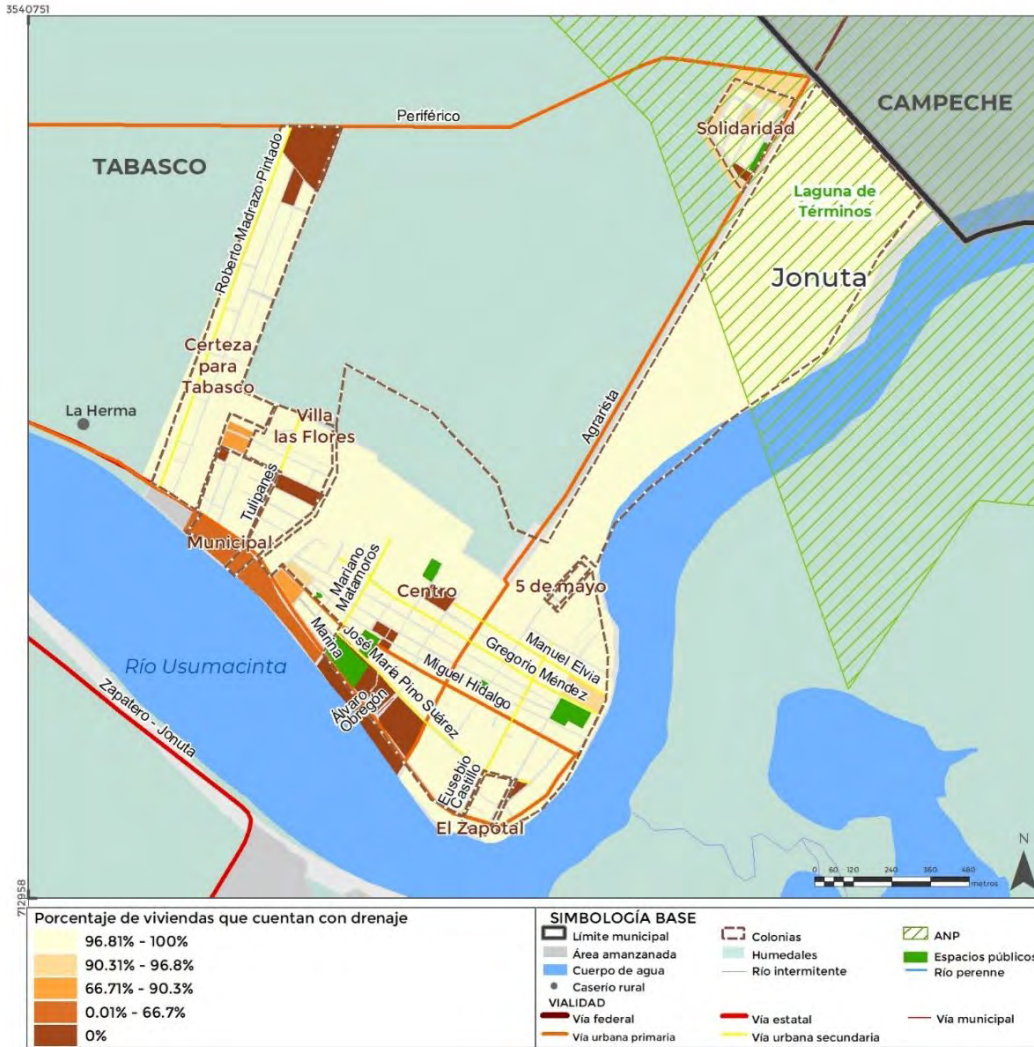 3540751
CAMPECHE
Periférico
Solidaridad
TABASCO
Roberto Madrazo Pintado
Laguna de
Términos
Jonuta
Certeza
para
Tabasco
La Herma
Villa
las Flores
Agrarista
Tulipanes
Municipal
Mariano
Matamoros
Centro
5 de mayo
Marina
José María Pino Suárez
Manuel Elvia
Gregorio Méndez
Miguel Hidalgo
Río Usumacinta
Zapatero - Jonuta
Álvaro
Obregón
Eusebio
Castillo
El Zapotal
N
0 60 120 240 360 480
metros
712958
Porcentaje de viviendas que cuentan con drenaje
96.81% - 100%
90.31% - 96.8%
66.71% - 90.3%
0.01% - 66.7%
0%
SIMBOLOGÍA BASE
Límite municipal
Colonias
ANP
Área amanzanada
Humedales
Espacios públicos
Cuerpo de agua
Río intermitente
Río perenne
Caserío rural
VIALIDAD
Vía federal
Vía estatal
Vía municipal
Vía urbana primaria
Vía urbana secundaria